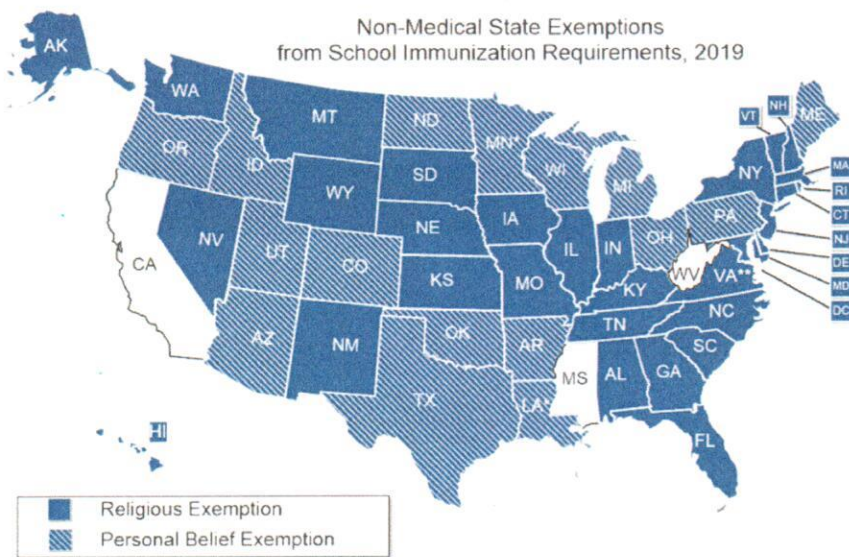 Non-Medical State Exemptions
from School Immunization Requirements, 2019
AK
WA
MT
ND
MN*
VT
NH
ME
OR
ID
WY
SD
WI
MI
NY
MA
RI
CT
NJ
DE
MD
DC
NV
UT
CO
NE
KS
IA
IL
IN
OH
PA
CA
AZ
NM
OK
MO
KY
WV
VA**
TX
AR
TN
NC
SC
LA*
MS
AL
GA
FL
HI
Religious Exemption
Personal Belief Exemption